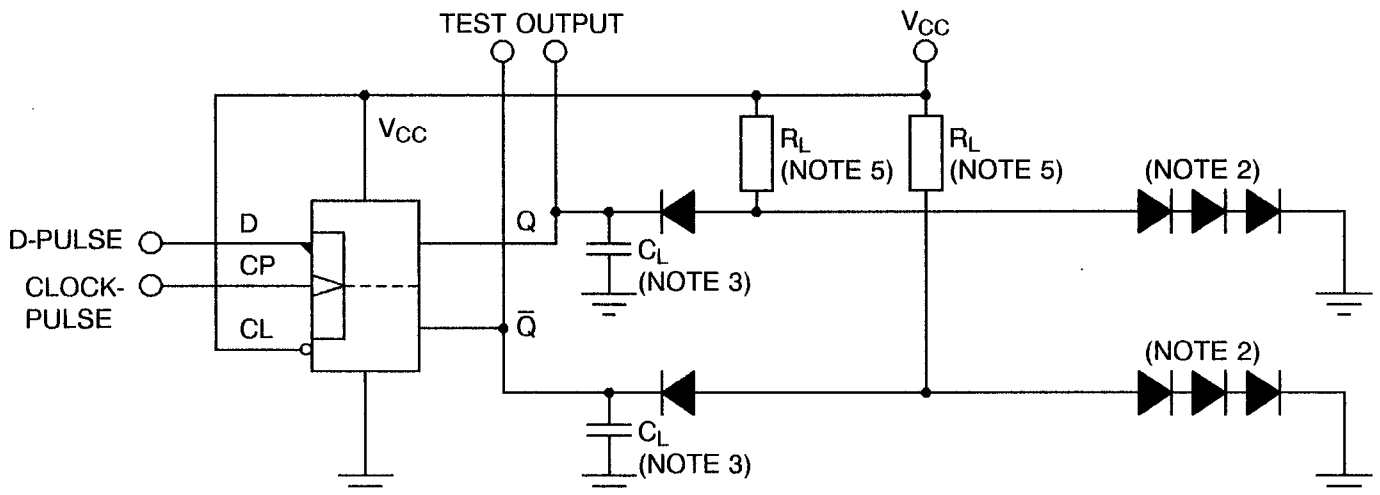 TEST OUTPUT
VCC
VCC
RL
(NOTE 5)
RL
(NOTE 5)
(NOTE 2)
D-PULSE
D
Q
CP
CL
(NOTE 3)
CLOCK-
PULSE
CL
Q̅
(NOTE 2)
CL
(NOTE 3)